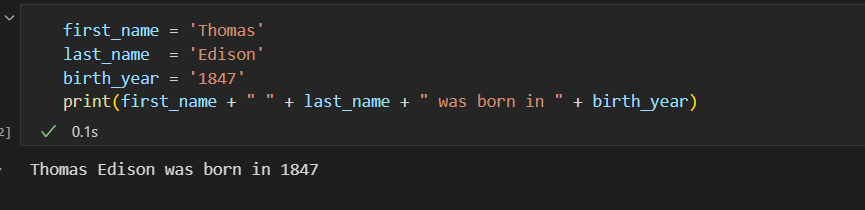 first_name = 'Thomas'
last_name  = 'Edison'
birth_year = '1847'
print(first_name + " " + last_name + " was born in " + birth_year)
2] 0.1s
Thomas Edison was born in 1847